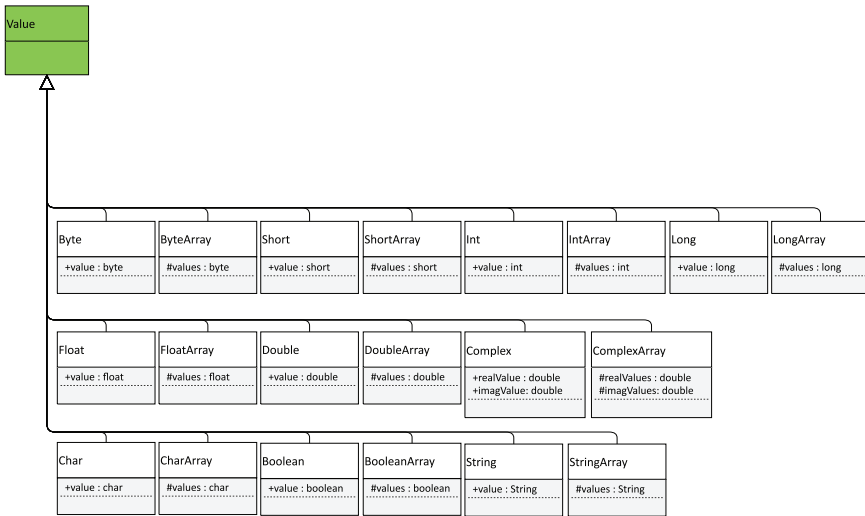 Value
Byte ByteArray Short ShortArray Int IntArray Long LongArray
+value : byte #values : byte +value : short #values : short +value : int #values : int +value : long #values : long
Float FloatArray Double DoubleArray Complex ComplexArray
+value : float #values : float +value : double #values : double +realValue : double #realValues : double
+imagValue: double #imagValues: double
Char CharArray Boolean BooleanArray String StringArray
+value : char #values : char +value : boolean #values : boolean +value : String #values : String